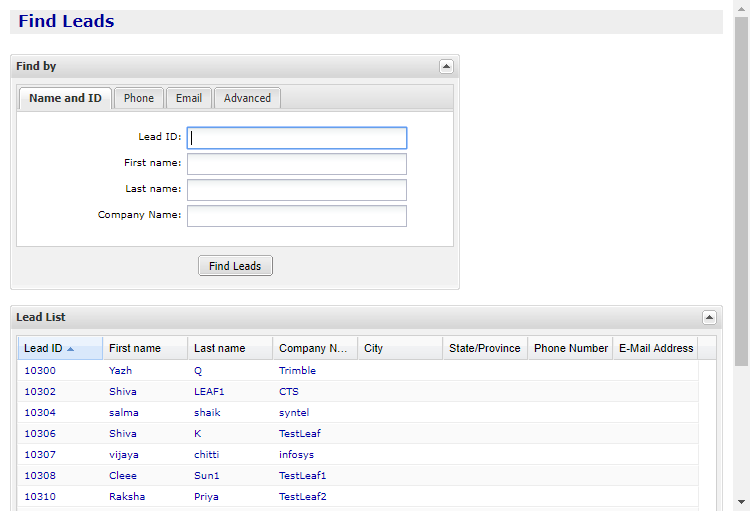 Find Leads
Find by
Name and ID Phone Email Advanced
Lead ID:
First name:
Last name:
Company Name:
Find Leads
Lead List
Lead ID First name Last name Company N... City State/Province Phone Number E-Mail Address
10300 Yazh Q Trimble
10302 Shiva LEAF1 CTS
10304 salma shaik syntel
10306 Shiva K TestLeaf
10307 vijaya chitti infosys
10308 Cleee Sun1 TestLeaf1
10310 Raksha Priya TestLeaf2